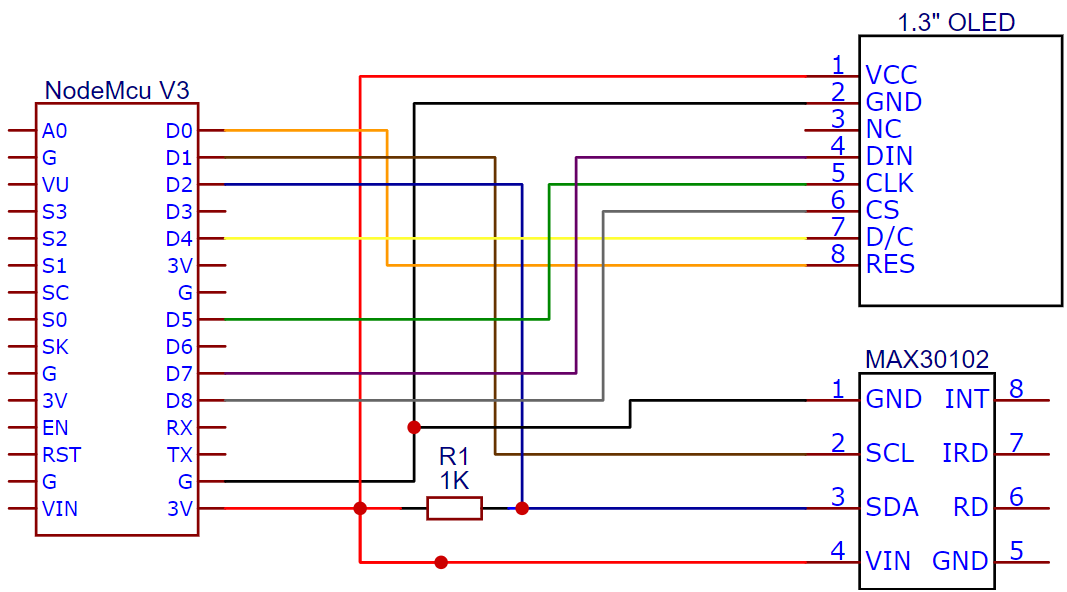 1.3" OLED
1 VCC
2 GND
3 NC
4 DIN
5 CLK
6 CS
7 D/C
8 RES
NodeMcu V3
A0 D0
G D1
VU D2
S3 D3
S2 D4
S1 3V
SC G
S0 D5
SK D6
G D7
3V D8
EN RX
RST TX
G G
VIN 3V
R1
1K
MAX30102
1 GND INT 8
2 SCL IRD 7
3 SDA RD 6
4 VIN GND 5